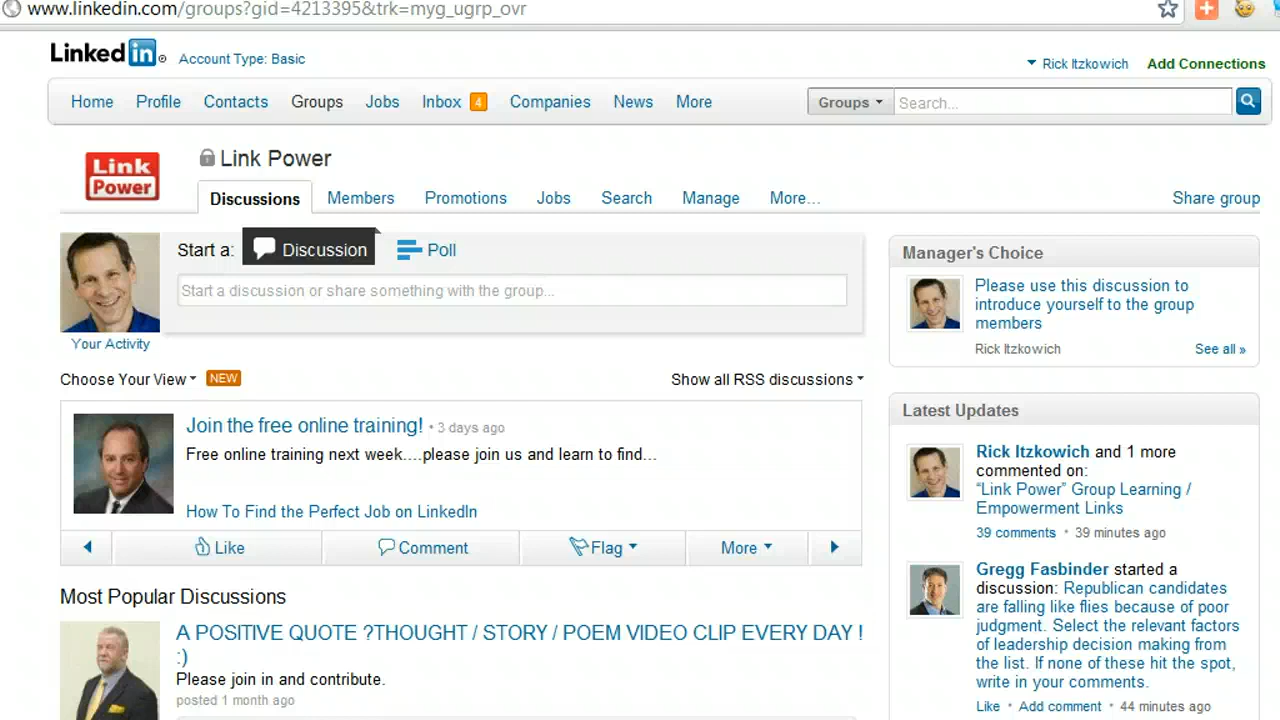 www.linkedin.com/groups?gid=4213395&trk=myg_ugrp_ovr
Linked in® Account Type: Basic
Rick Itzkowich Add Connections
Home Profile Contacts Groups Jobs Inbox 4 Companies News More
Groups Search...
Link Power
Link Power
Discussions Members Promotions Jobs Search Manage More... Share group
Start a: Discussion Poll
Start a discussion or share something with the group...
Your Activity
Choose Your View NEW Show all RSS discussions
Join the free online training! • 3 days ago
Free online training next week....please join us and learn to find...
How To Find the Perfect Job on LinkedIn
Like Comment Flag More
Most Popular Discussions
A POSITIVE QUOTE ?THOUGHT / STORY / POEM VIDEO CLIP EVERY DAY !
:)
Please join in and contribute.
posted 1 month ago
Manager's Choice
Please use this discussion to
introduce yourself to the group
members
Rick Itzkowich See all »
Latest Updates
Rick Itzkowich and 1 more
commented on:
“Link Power” Group Learning /
Empowerment Links
39 comments • 39 minutes ago
Gregg Fasbinder started a
discussion: Republican candidates
are falling like flies because of poor
judgment. Select the relevant factors
of leadership decision making from
the list. If none of these hit the spot,
write in your comments.
Like • Add comment • 44 minutes ago